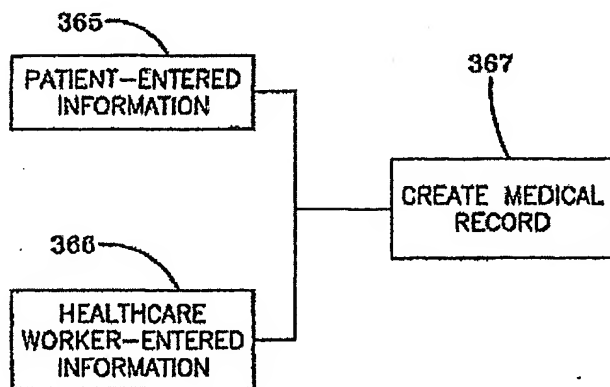 365
PATIENT-ENTERED
INFORMATION
367
CREATE MEDICAL
RECORD
366
HEALTHCARE
WORKER-ENTERED
INFORMATION